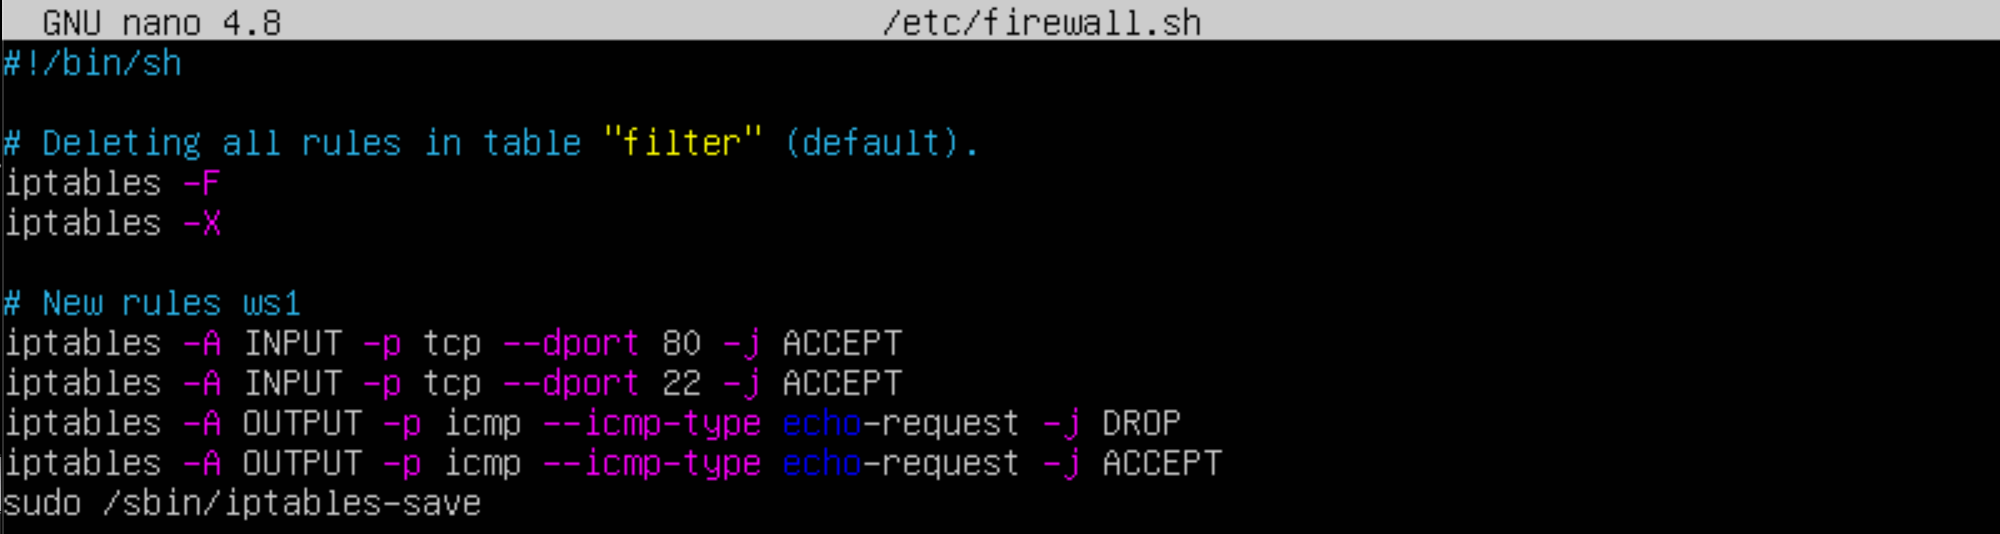 GNU nano 4.8 /etc/firewall.sh
#!/bin/sh
# Deleting all rules in table "filter" (default).
iptables -F
iptables -X
# New rules ws1
iptables -A INPUT -p tcp --dport 80 -j ACCEPT
iptables -A INPUT -p tcp --dport 22 -j ACCEPT
iptables -A OUTPUT -p icmp --icmp-type echo-request -j DROP
iptables -A OUTPUT -p icmp --icmp-type echo-request -j ACCEPT
sudo /sbin/iptables-save